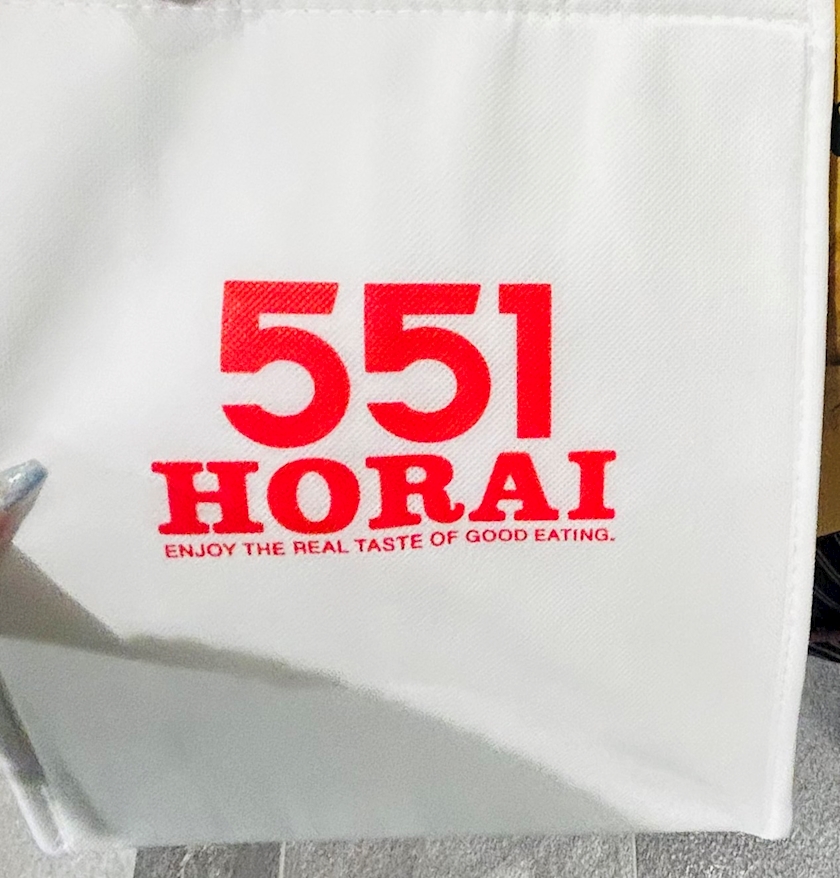 551
HORAI
ENJOY THE REAL TASTE OF GOOD EATING.